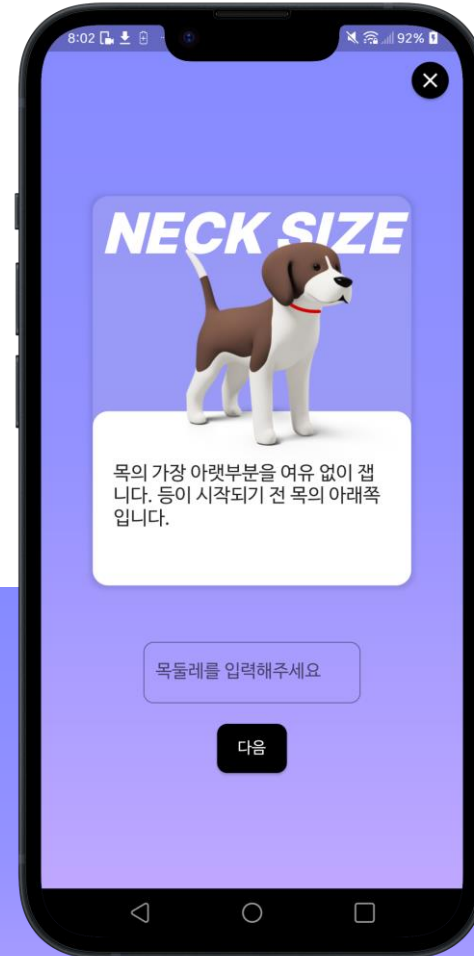 8:02
92%
NECK SIZE
목의 가장 아랫부분을 여유 없이 잽
니다. 등이 시작되기 전 목의 아래쪽
입니다.
목둘레를 입력해주세요
다음